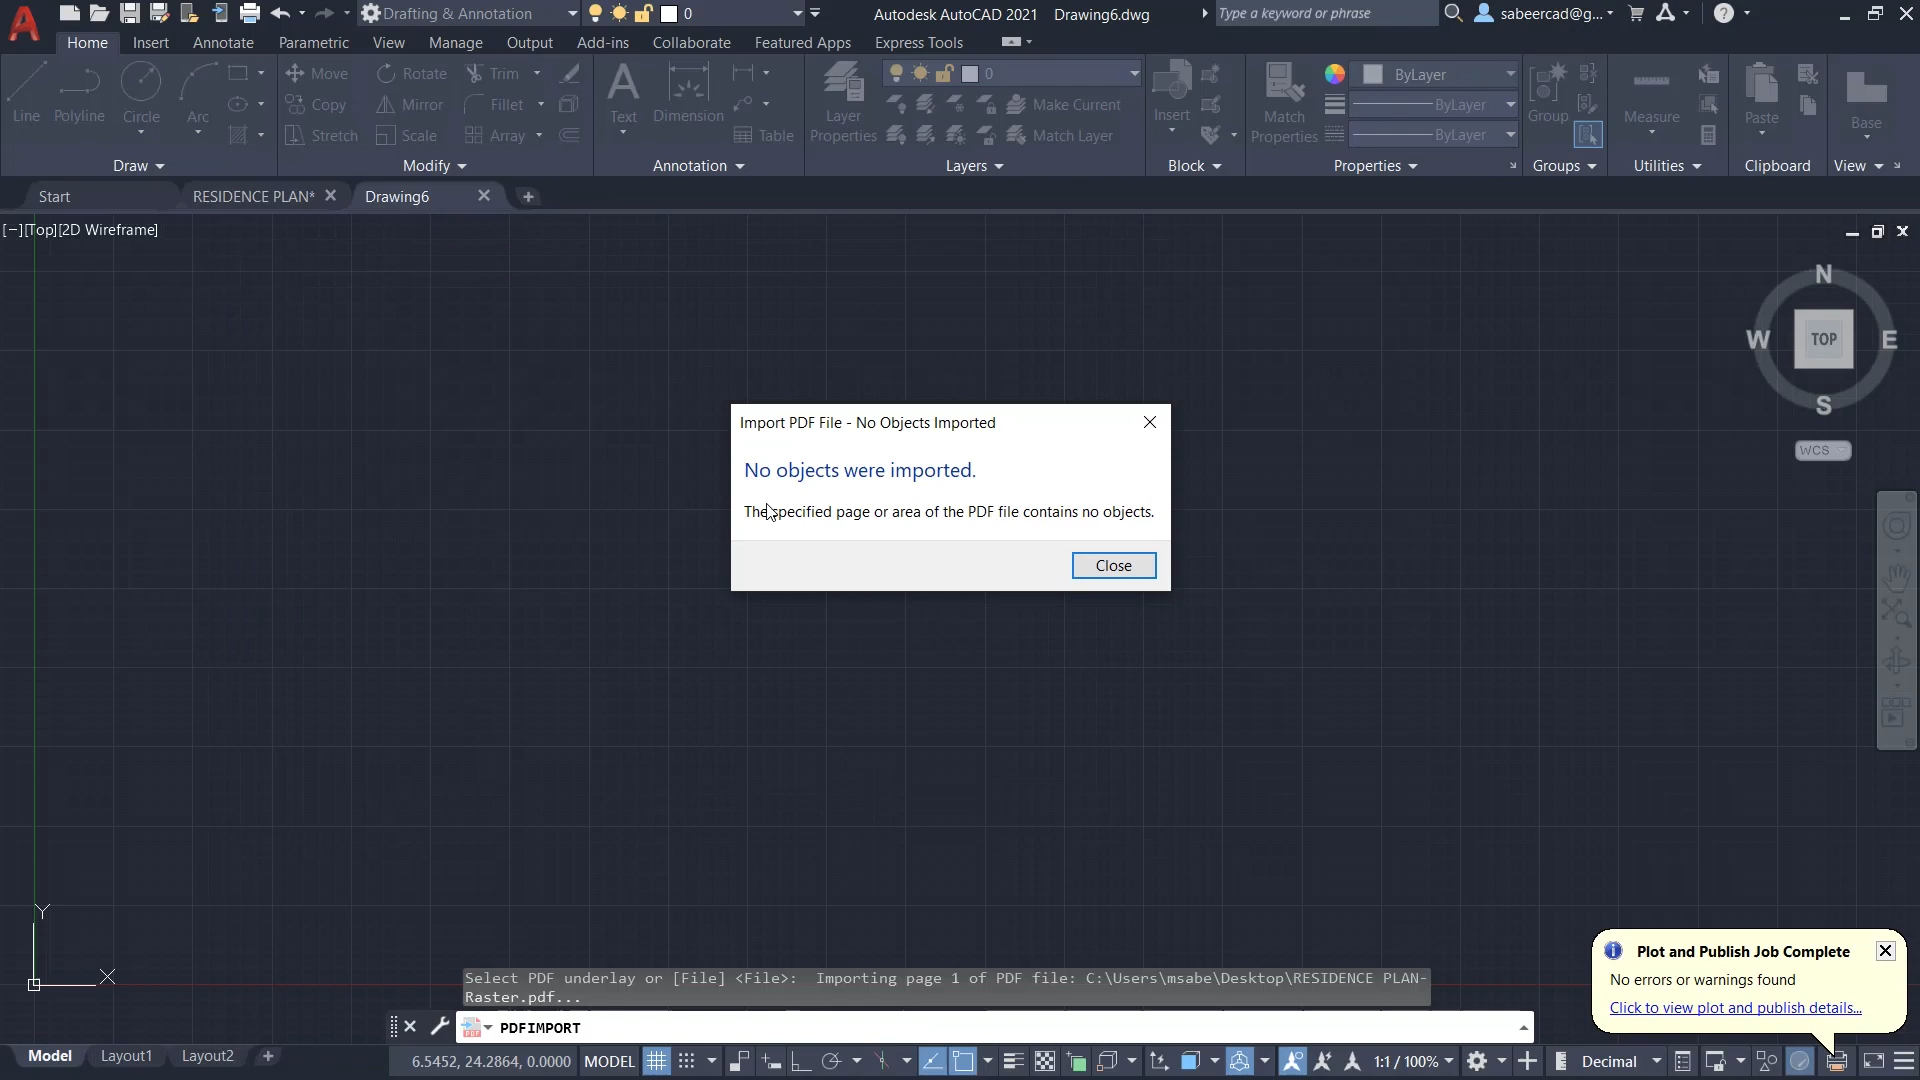 Drafting & Annotation
0
Autodesk AutoCAD 2021 Drawing6.dwg
Type a keyword or phrase
sabeercad@g...
Home Insert Annotate Parametric View Manage Output Add-ins Collaborate Featured Apps Express Tools
Line
Polyline
Circle
Arc
Draw
Move
Rotate
Trim
Copy
Mirror
Fillet
Stretch
Scale
Array
Modify
Text
Dimension
Table
Annotation
Layer
Properties
0
Make Current
Match Layer
Layers
Insert
Block
Match
Properties
ByLayer
ByLayer
ByLayer
Properties
Group
Groups
Measure
Utilities
Paste
Clipboard
Base
View
Start
RESIDENCE PLAN*
Drawing6
[−][Top][2D Wireframe]
N
W
TOP
E
S
WCS
Import PDF File - No Objects Imported
No objects were imported.
The specified page or area of the PDF file contains no objects.
Close
Y
X
Plot and Publish Job Complete
No errors or warnings found
Click to view plot and publish details...
Select PDF underlay or [File] <File>: Importing page 1 of PDF file: C:\Users\msabe\Desktop\RESIDENCE PLAN-
Raster.pdf...
PDFIMPORT
Model Layout1 Layout2
6.5452, 24.2864, 0.0000 MODEL
1:1 / 100%
Decimal